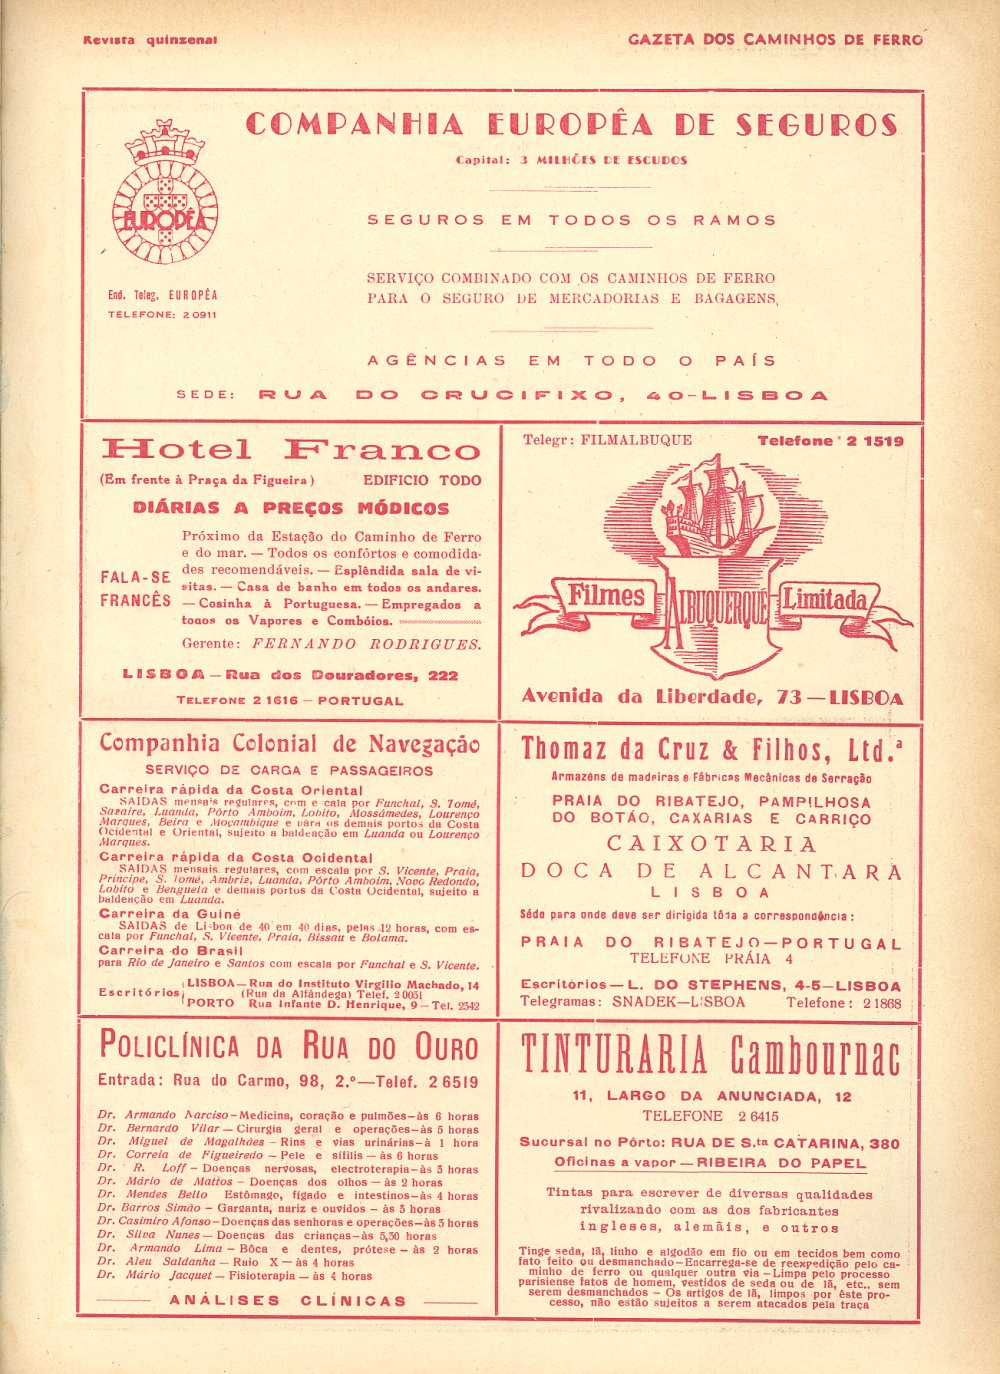 Revista quinzenal
GAZETA DOS CAMINHOS DE FERRO
COMPANHIA EUROPÊA DE SEGUROS
Capital: 3 MILHÕES DE ESCUDOS
EUROPÊA
SEGUROS EM TODOS OS RAMOS
SERVIÇO COMBINADO COM OS CAMINHOS DE FERRO
PARA O SEGURO DE MERCADORIAS E BAGAGENS,
End. Teleg. EUROPÊA
TELEFONE: 2 0911
AGÊNCIAS EM TODO O PAÍS
SEDE: RUA DO CRUCIFIXO, 40-LISBOA
Hotel Franco
(Em frente à Praça da Figueira) EDIFICIO TODO
DIÁRIAS A PREÇOS MÓDICOS
Próximo da Estação do Caminho de Ferro
e do mar. — Todos os confôrtos e comodida-
des recomendáveis. — Esplêndida sala de vi-
sitas. — Casa de banho em todos os andares.
— Cosinha à Portuguesa. — Empregados a
todos os Vapores e Combóios.
FALA-SE
FRANCÊS
Gerente: FERNANDO RODRIGUES.
LISBOA — Rua dos Douradores, 222
TELEFONE 2 1616 — PORTUGAL
Telegr: FILMALBUQUE Telefone 2 1519
Filmes ALBUQUERQUE Limitada
Avenida da Liberdade, 73 — LISBOA
Companhia Colonial de Navegação
SERVIÇO DE CARGA E PASSAGEIROS
Carreira rápida da Costa Oriental
SAIDAS mensais regulares, com e cala por Funchal, S. Tomé,
Sazaire, Luanda, Pôrto Amboim, Lobito, Mossâmedes, Lourenço
Marques, Beira e Moçambique e para os demais portos da Costa
Ocidental e Oriental, sujeito a baldeação em Luanda ou Lourenço
Marques.
Carreira rápida da Costa Ocidental
SAIDAS mensais regulares, com escala por S. Vicente, Praia,
Príncipe, S. Tomé, Ambriz, Luanda, Pôrto Amboim, Novo Redondo,
Lobito e Benguela e demais portos da Costa Ocidental, sujeito a
baldeação em Luanda.
Carreira da Guiné
SAIDAS de Lisboa de 40 em 40 dias, pelas 12 horas, com es-
cala por Funchal, S. Vicente, Praia, Bissau e Bolama.
Carreira do Brasil
para Rio de Janeiro e Santos com escala por Funchal e S. Vicente.
Escritórios LISBOA — Rua do Instituto Virgílio Machado, 14
(Rua da Alfândega) Teléf. 2 0051
PORTO Rua Infante D. Henrique, 9 — Tel. 2342
Thomaz da Cruz & Filhos, Ltd.ª
Armazéns de madeiras e Fábricas Mecânicas de Serração
PRAIA DO RIBATEJO, PAMPILHOSA
DO BOTÃO, CAXARIAS E CARRIÇO
CAIXOTARIA
DOCA DE ALCANTARA
LISBOA
Séde para onde deve ser dirigida tôda a correspondência:
PRAIA DO RIBATEJO—PORTUGAL
TELEFONE PRÁIA 4
Escritórios — L. DO STEPHENS, 4-5—LISBOA
Telegramas: SNADEK—LISBOA Telefone: 2 1868
POLICLÍNICA DA RUA DO OURO
Entrada: Rua do Carmo, 98, 2.º—Telef. 2 6519
Dr. Armando Narciso — Medicina, coração e pulmões—às 6 horas
Dr. Bernardo Vilar — Cirurgia geral e operações—às 5 horas
Dr. Miguel de Magalhães — Rins e vias urinárias—à 1 hora
Dr. Correia de Figueiredo — Pele e sífilis — às 6 horas
Dr. R. Loff — Doenças nervosas, electroterapia—às 3 horas
Dr. Mário de Mattos — Doenças dos olhos — às 2 horas
Dr. Mendes Bello Estômago, fígado e intestinos—às 4 horas
Dr. Barros Simão — Garganta, nariz e ouvidos — às 3 horas
Dr. Casimiro Afonso—Doenças das senhoras e operações—às 3 horas
Dr. Silva Nunes — Doenças das crianças—às 5,30 horas
Dr. Armando Lima — Bôca e dentes, prótese — às 2 horas
Dr. Aleu Saldanha — Raio X — às 4 horas
Dr. Mário Jacquet — Fisioterapia — às 4 horas
ANÁLISES CLÍNICAS
TINTURARIA Cambournac
11, LARGO DA ANUNCIADA, 12
TELEFONE 2 6415
Sucursal no Pôrto: RUA DE S.ta CATARINA, 380
Oficinas a vapor — RIBEIRA DO PAPEL
Tintas para escrever de diversas qualidades
rivalizando com as dos fabricantes
ingleses, alemãis, e outros
Tinge seda, lã, linho e algodão em fio ou em tecidos bem como
fato feito ou desmanchado—Encarrega-se de reexpedição pelo ca-
minho de ferro ou qualquer outra via — Limpa pelo processo
parisiense fatos de homem, vestidos de seda ou de lã, etc., sem
serem desmanchados — Os artigos de lã, limpos por êste pro-
cesso, não estão sujeitos a serem atacados pela traça